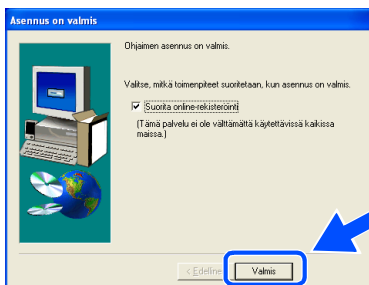 Asennus on valmis
Ohjaimen asennus on valmis.
Valitse, mitkä toimenpiteet suoritetaan, kun asennus on valmis.
Suorita online-rekisteröinti
(Tämä palvelu ei ole välttämättä käytettävissä kaikissa
maissa.)
< Edelline
Valmis